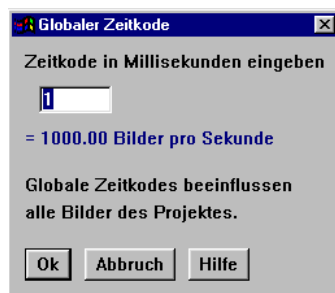 Globaler Zeitkode
Zeitkode in Millisekunden eingeben
1
= 1000.00 Bilder pro Sekunde
Globale Zeitkodes beeinflussen
alle Bilder des Projektes.
Ok Abbruch Hilfe